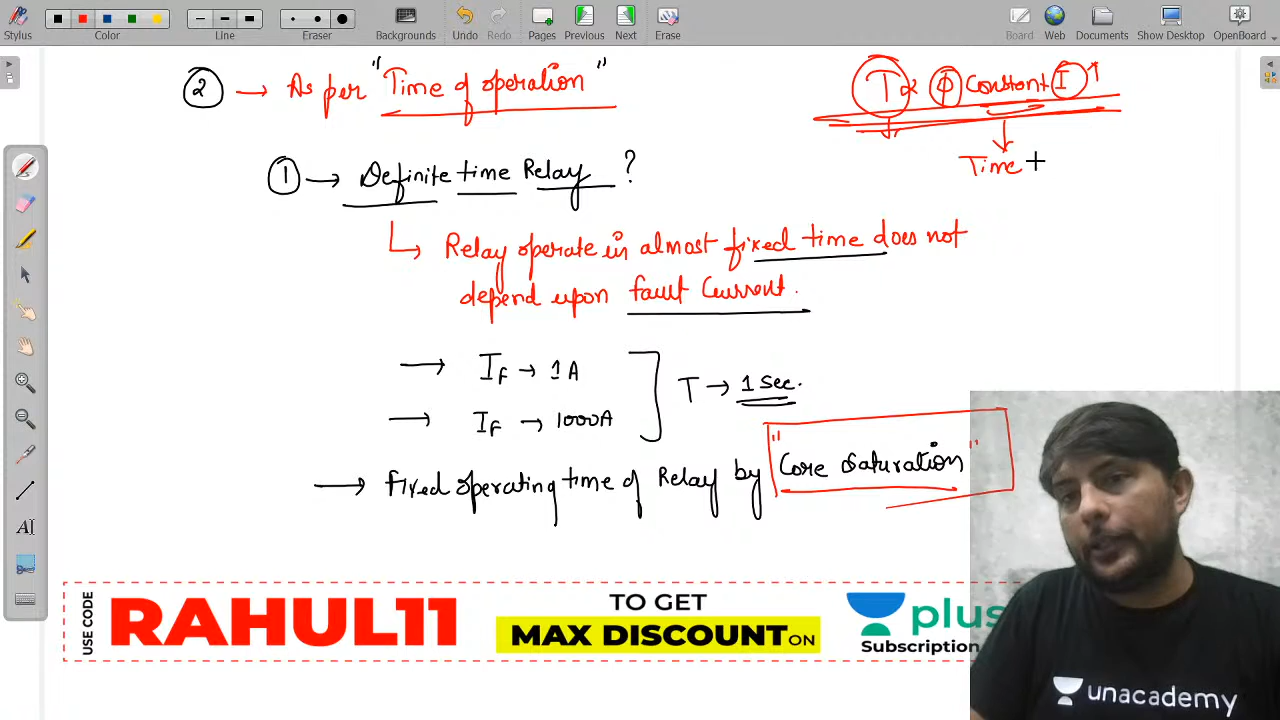 Stylus
Color
Line
Eraser
Backgrounds
Undo
Redo
Pages
Previous
Next
Erase
Board
Web
Documents
Show Desktop
OpenBoard
② → As per "Time of operation"
T ∝ ϕ Constant I ↑
Time
① → Definite time Relay ?
↳ Relay operate in almost fixed time does not
depend upon fault Current.
→ IF → 1A
T → 1 Sec.
→ IF → 1000A
→ fixed operating time of Relay by "Core Saturation"
USE CODE
RAHUL11
TO GET
MAX DISCOUNT ON
plus
Subscription
unacademy